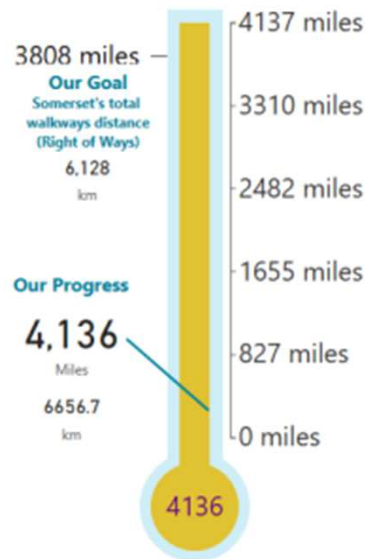 4137 miles
3808 miles
Our Goal
Somerset's total
walkways distance
(Right of Ways)
6,128
km
3310 miles
2482 miles
1655 miles
Our Progress
4,136
Miles
6656.7
km
827 miles
0 miles
4136